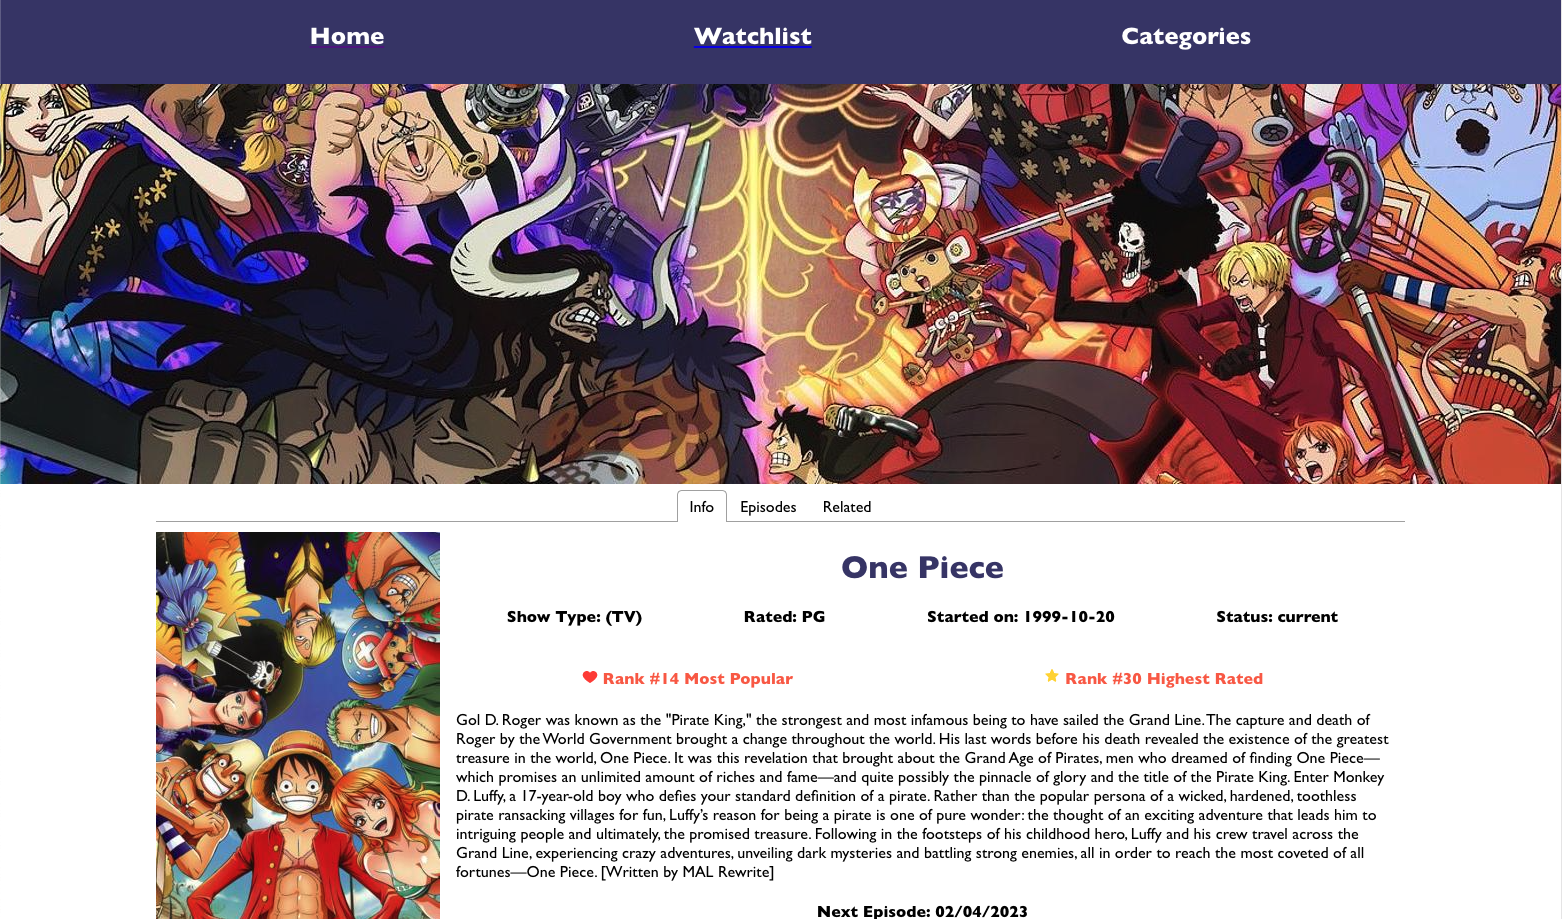 Home Watchlist Categories
Info Episodes Related
One Piece
Show Type: (TV) Rated: PG Started on: 1999-10-20 Status: current
Rank #14 Most Popular Rank #30 Highest Rated
Gol D. Roger was known as the "Pirate King," the strongest and most infamous being to have sailed the Grand Line. The capture and death of
Roger by the World Government brought a change throughout the world. His last words before his death revealed the existence of the greatest
treasure in the world, One Piece. It was this revelation that brought about the Grand Age of Pirates, men who dreamed of finding One Piece—
which promises an unlimited amount of riches and fame—and quite possibly the pinnacle of glory and the title of the Pirate King. Enter Monkey
D. Luffy, a 17-year-old boy who defies your standard definition of a pirate. Rather than the popular persona of a wicked, hardened, toothless
pirate ransacking villages for fun, Luffy's reason for being a pirate is one of pure wonder: the thought of an exciting adventure that leads him to
intriguing people and ultimately, the promised treasure. Following in the footsteps of his childhood hero, Luffy and his crew travel across the
Grand Line, experiencing crazy adventures, unveiling dark mysteries and battling strong enemies, all in order to reach the most coveted of all
fortunes—One Piece. [Written by MAL Rewrite]
Next Episode: 02/04/2023